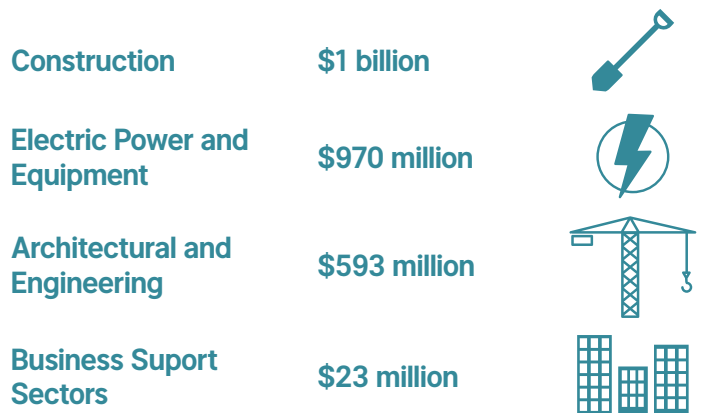 Construction $1 billion
Electric Power and
Equipment
$970 million
Architectural and
Engineering
$593 million
Business Suport
Sectors
$23 million